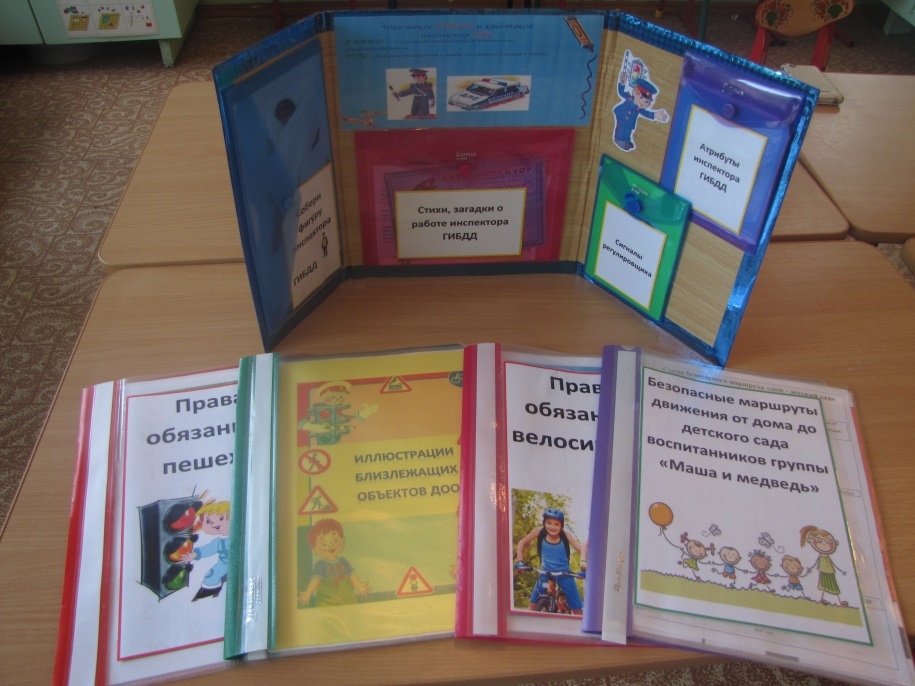 Собери
фигуру
инспектора
ГИБДД
Стихи, загадки о
работе инспектора
ГИБДД
Атрибуты
инспектора
ГИБДД
Сигналы
регулировщика
Права
обязан
пешех
ИЛЛЮСТРАЦИИ
БЛИЗЛЕЖАЩИХ
ОБЪЕКТОВ ДОО
Прав
обязан
велоси
Безопасные маршруты
движения от дома до
детского сада
воспитанников группы
«Маша и медведь»